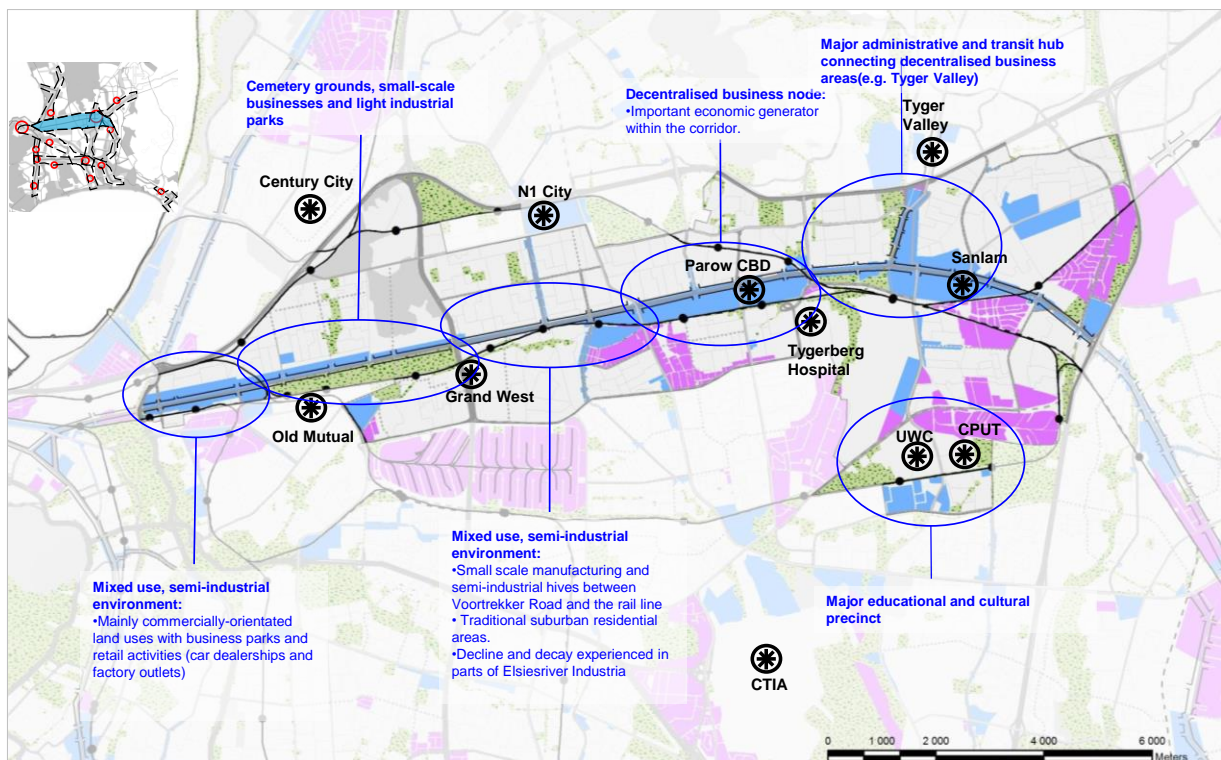 Major administrative and transit hub
connecting decentralised business
areas(e.g. Tyger Valley)
Cemetery grounds, small-scale
businesses and light industrial
parks
Decentralised business node:
•Important economic generator
within the corridor.
Tyger
Valley
Century City
N1 City
Parow CBD
Sanlam
Tygerberg
Hospital
Grand West
Old Mutual
UWC
CPUT
Mixed use, semi-industrial
environment:
•Mainly commercially-orientated
land uses with business parks and
retail activities (car dealerships and
factory outlets)
Mixed use, semi-industrial
environment:
•Small scale manufacturing and
semi-industrial hives between
Voortrekker Road and the rail line
• Traditional suburban residential
areas.
•Decline and decay experienced in
parts of Elsiesriver Industria
Major educational and cultural
precinct
CTIA
0 1 000 2 000 4 000 6 000
Meters